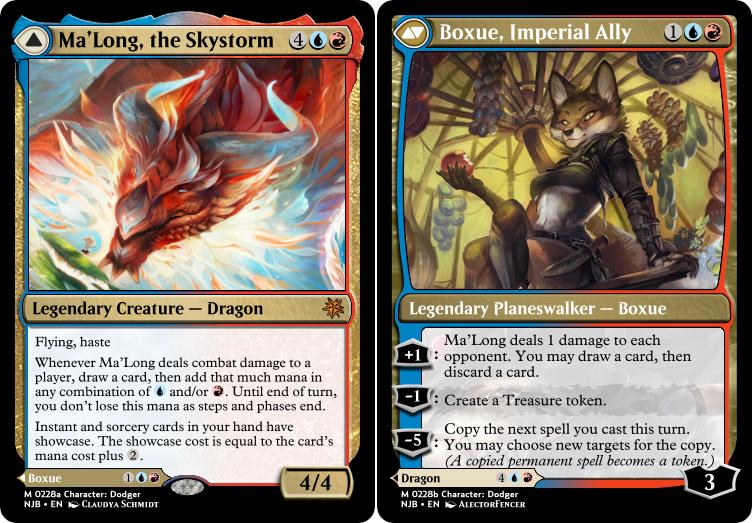 Ma'Long, the Skystorm 4
Legendary Creature — Dragon
Flying, haste
Whenever Ma'Long deals combat damage to a
player, draw a card, then add that much mana in
any combination of and/or . Until end of turn,
you don't lose this mana as steps and phases end.
Instant and sorcery cards in your hand have
showcase. The showcase cost is equal to the card's
mana cost plus 2 .
Boxue 1
4/4
M 0228a Character: Dodger
NJB • EN Claudya Schmidt
Boxue, Imperial Ally 1
Legendary Planeswalker — Boxue
+1 : Ma'Long deals 1 damage to each
opponent. You may draw a card, then
discard a card.
-1 : Create a Treasure token.
-5 : Copy the next spell you cast this turn.
You may choose new targets for the copy.
(A copied permanent spell becomes a token.)
Dragon 4
3
M 0228b Character: Dodger
NJB • EN AlectorFencer